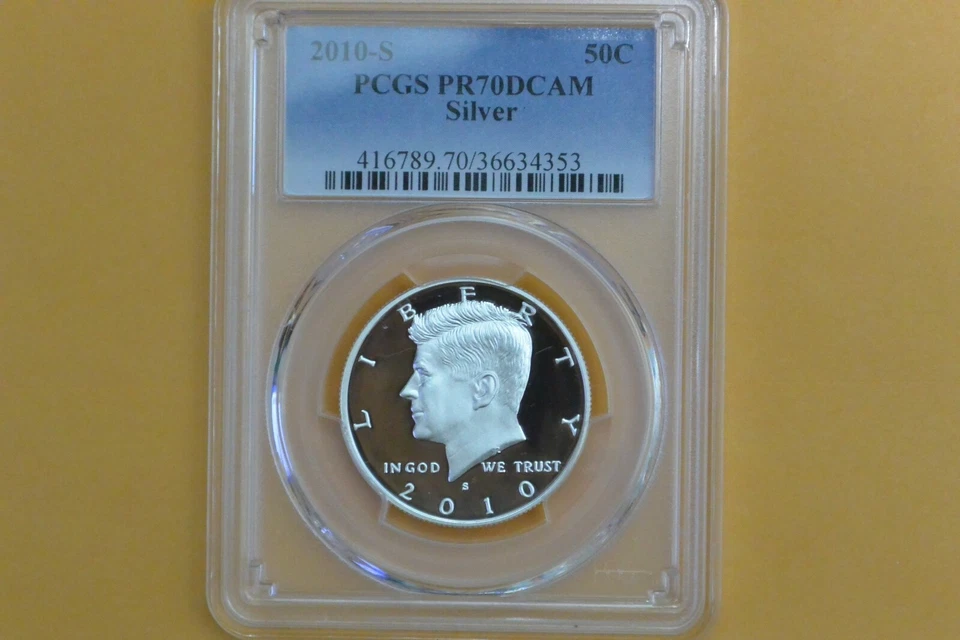 2010-S 50C
PCGS PR70DCAM
Silver
416789.70/36634353
LIBERTY
IN GOD WE TRUST
S
2010